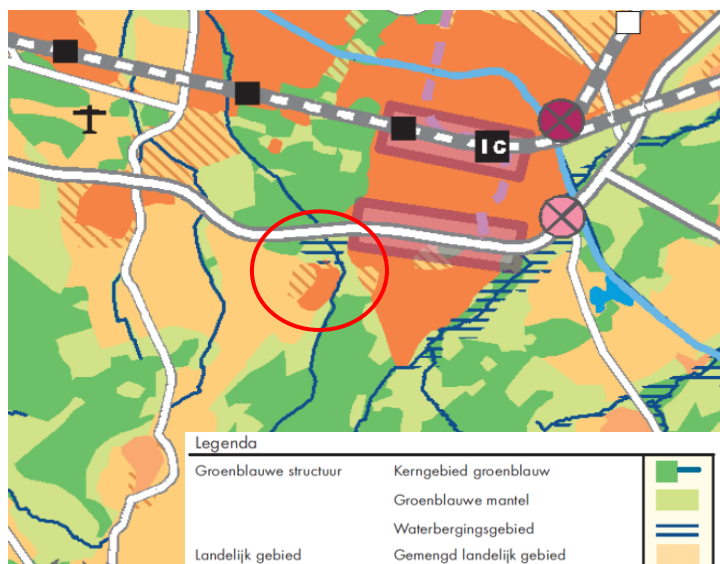 IC
Legenda
Groenblauwe structuur Kerngebied groenblauw
Groenblauwe mantel
Waterbergingsgebied
Landelijk gebied Gemengd landelijk gebied